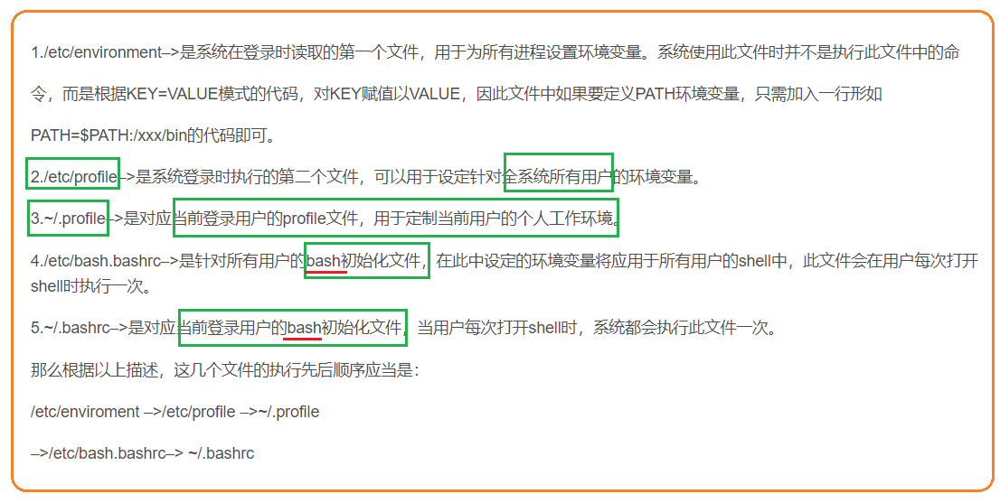 1./etc/environment–>是系统在登录时读取的第一个文件，用于为所有进程设置环境变量。系统使用此文件时并不是执行此文件中的命
令，而是根据KEY=VALUE模式的代码，对KEY赋值以VALUE，因此文件中如果要定义PATH环境变量，只需加入一行形如
PATH=$PATH:/xxx/bin的代码即可。
2./etc/profile–>是系统登录时执行的第二个文件，可以用于设定针对全系统所有用户的环境变量。
3.~/.profile–>是对应当前登录用户的profile文件，用于定制当前用户的个人工作环境。
4./etc/bash.bashrc–>是针对所有用户的bash初始化文件，在此中设定的环境变量将应用于所有用户的shell中，此文件会在用户每次打开
shell时执行一次。
5.~/.bashrc–>是对应当前登录用户的bash初始化文件，当用户每次打开shell时，系统都会执行此文件一次。
那么根据以上描述，这几个文件的执行先后顺序应当是：
/etc/enviroment –>/etc/profile –>~/.profile
–>/etc/bash.bashrc–> ~/.bashrc